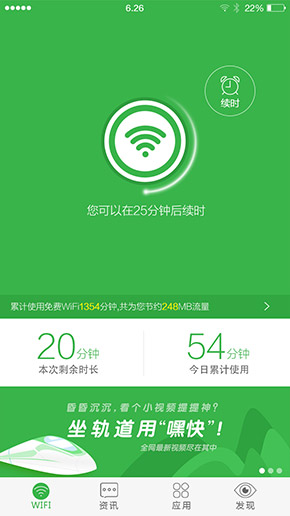 6.26
22%
续时
您可以在25分钟后续时
累计使用免费WiFi1354分钟,共为您节约248MB流量
20分钟
本次剩余时长
54分钟
今日累计使用
昏昏沉沉,看个小视频提提神?
坐轨道用“嘿快”!
全网最新视频尽在其中
WIFI
资讯
应用
发现